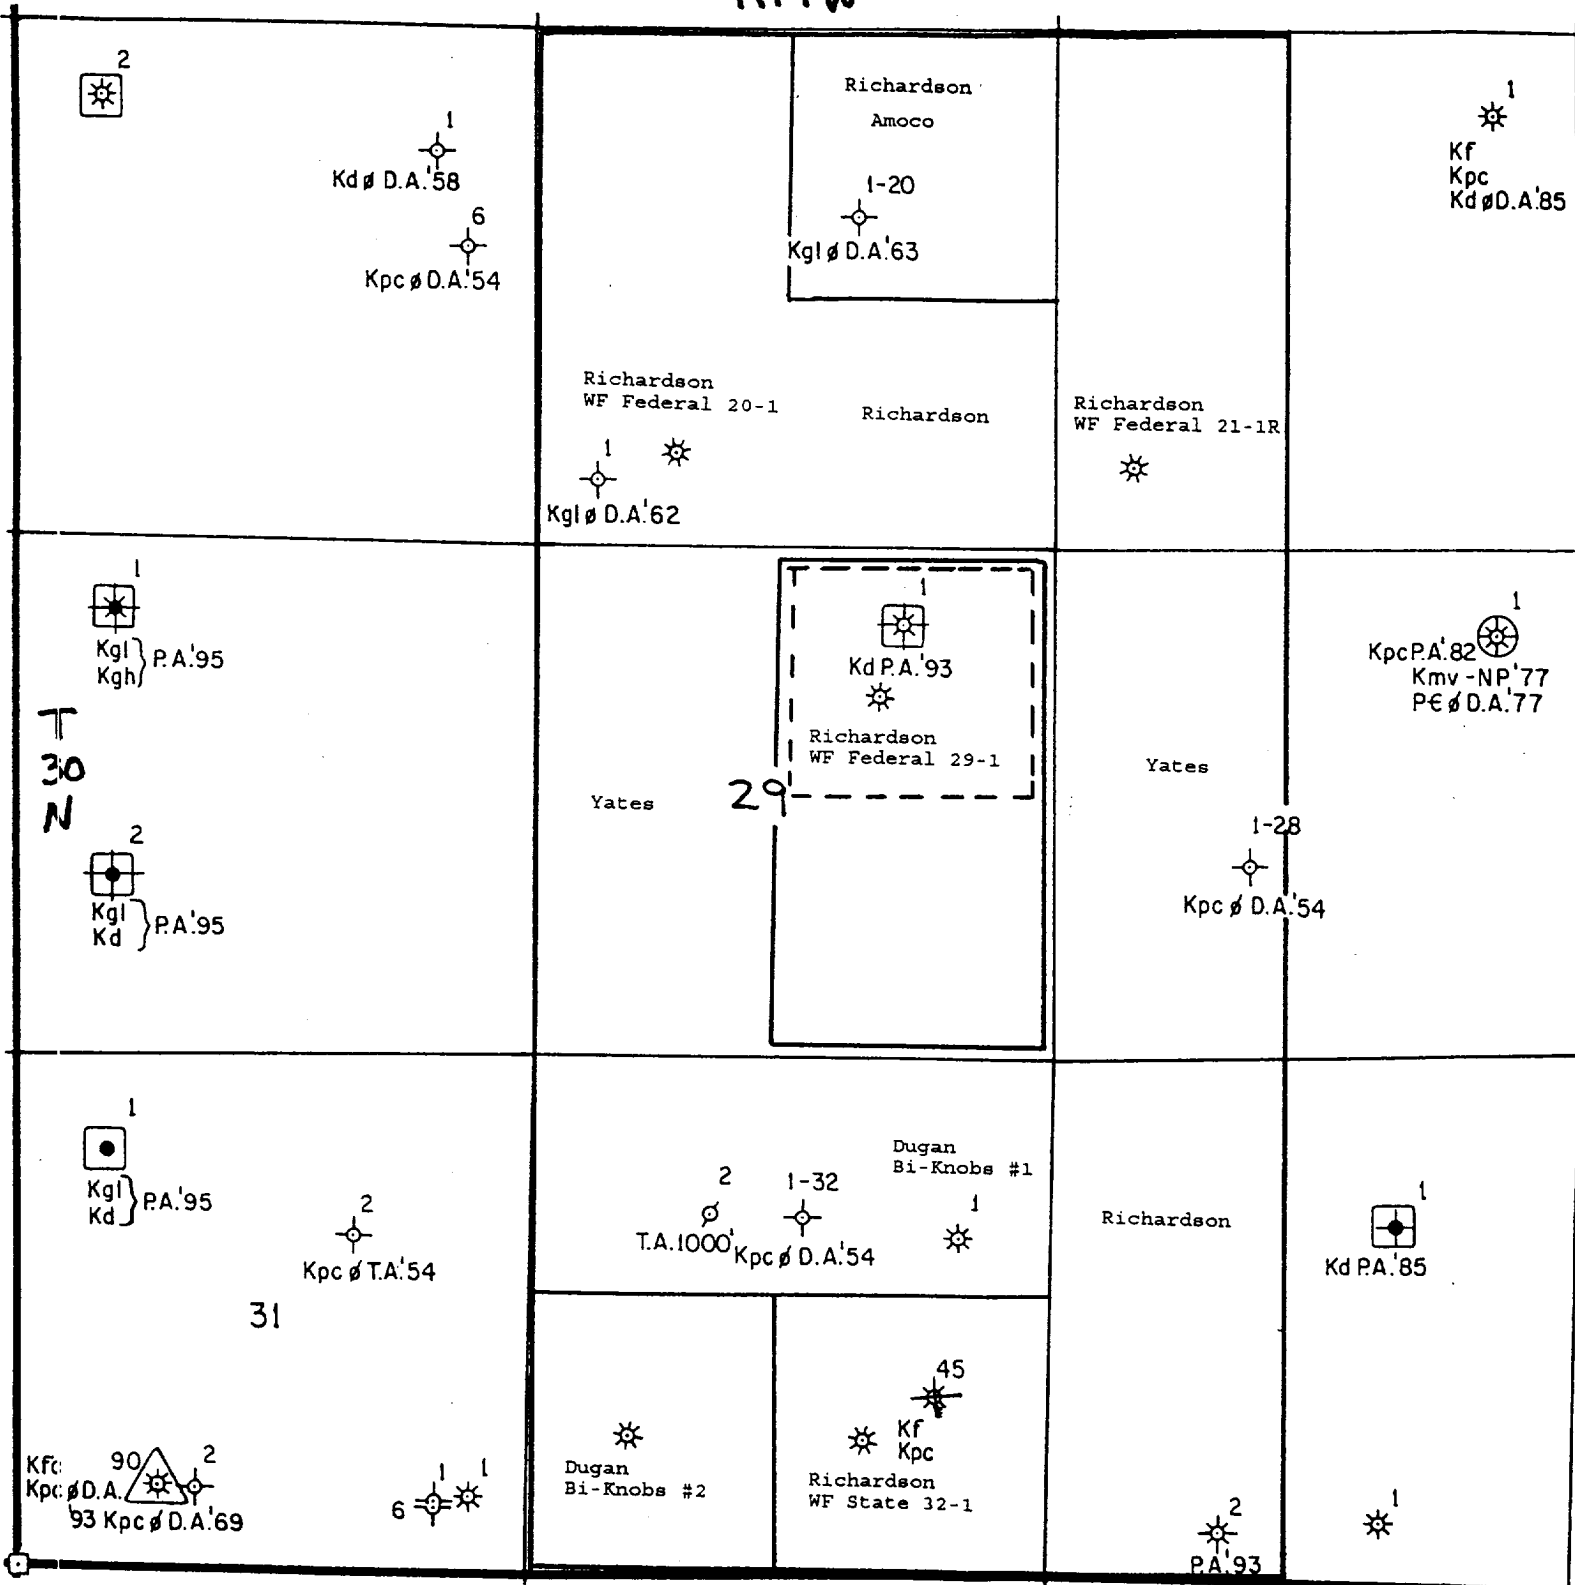 2
1
Kd ø D.A.'58
6
Kpc ø D.A.'54
Richardson
Amoco
1-20
Kgl ø D.A.'63
1
Kf
Kpc
Kd ø D.A.'85
Richardson
WF Federal 20-1
Richardson
1
Kgl ø D.A.'62
Richardson
WF Federal 21-1R
1
Kgl } P.A.'95
Kgh
T
30
N
2
Kgl } P.A.'95
Kd
Yates
29
1
Kd P.A.'93
Richardson
WF Federal 29-1
Yates
1-28
Kpc ø D.A.'54
1
Kpc P.A.'82
Kmv - NP.'77
P€ ø D.A.'77
1
Kgl } P.A.'95
Kd
2
Kpc ø T.A.'54
31
2
T.A. 1000'
1-32
Kpc ø D.A.'54
Dugan
Bi-Knobs #1
1
Richardson
1
Kd P.A.'85
90
2
Kpc ø D.A.
'93 Kpc ø D.A.'69
6
1
1
Dugan
Bi-Knobs #2
45
Kf
Kpc
Richardson
WF State 32-1
2
P.A.'93
1